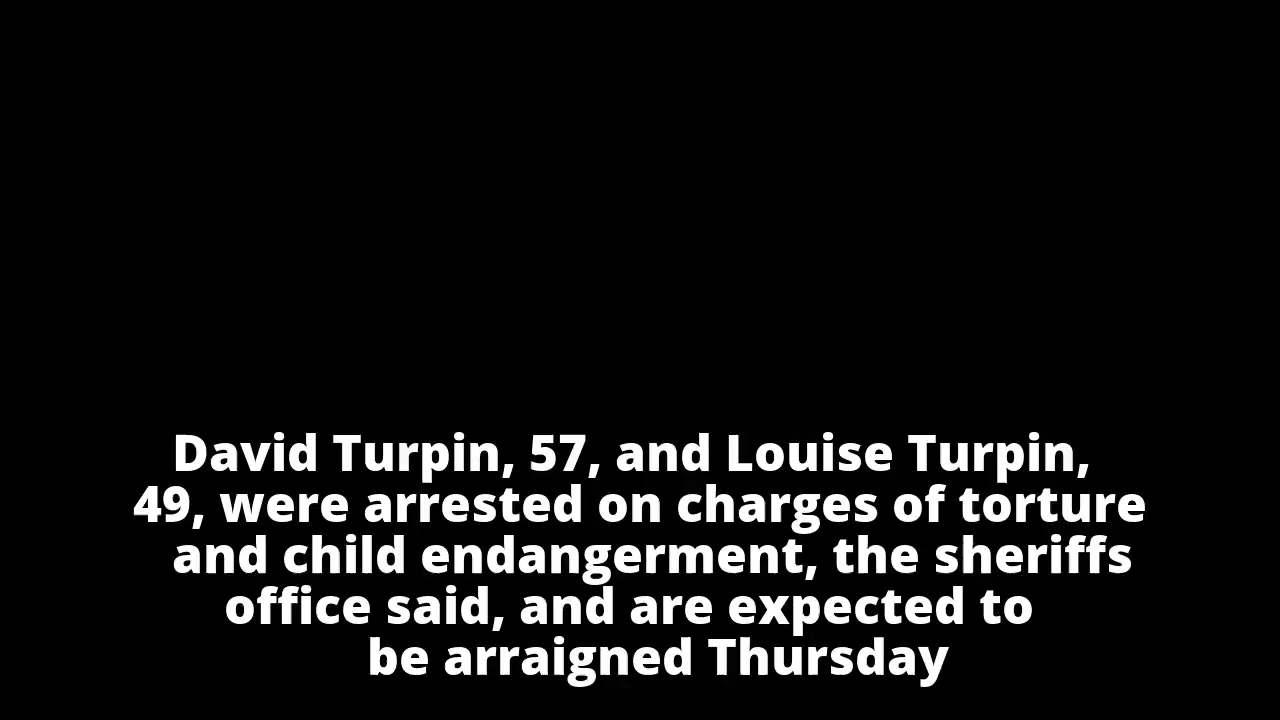 David Turpin, 57, and Louise Turpin,
49, were arrested on charges of torture
and child endangerment, the sheriffs
office said, and are expected to
be arraigned Thursday